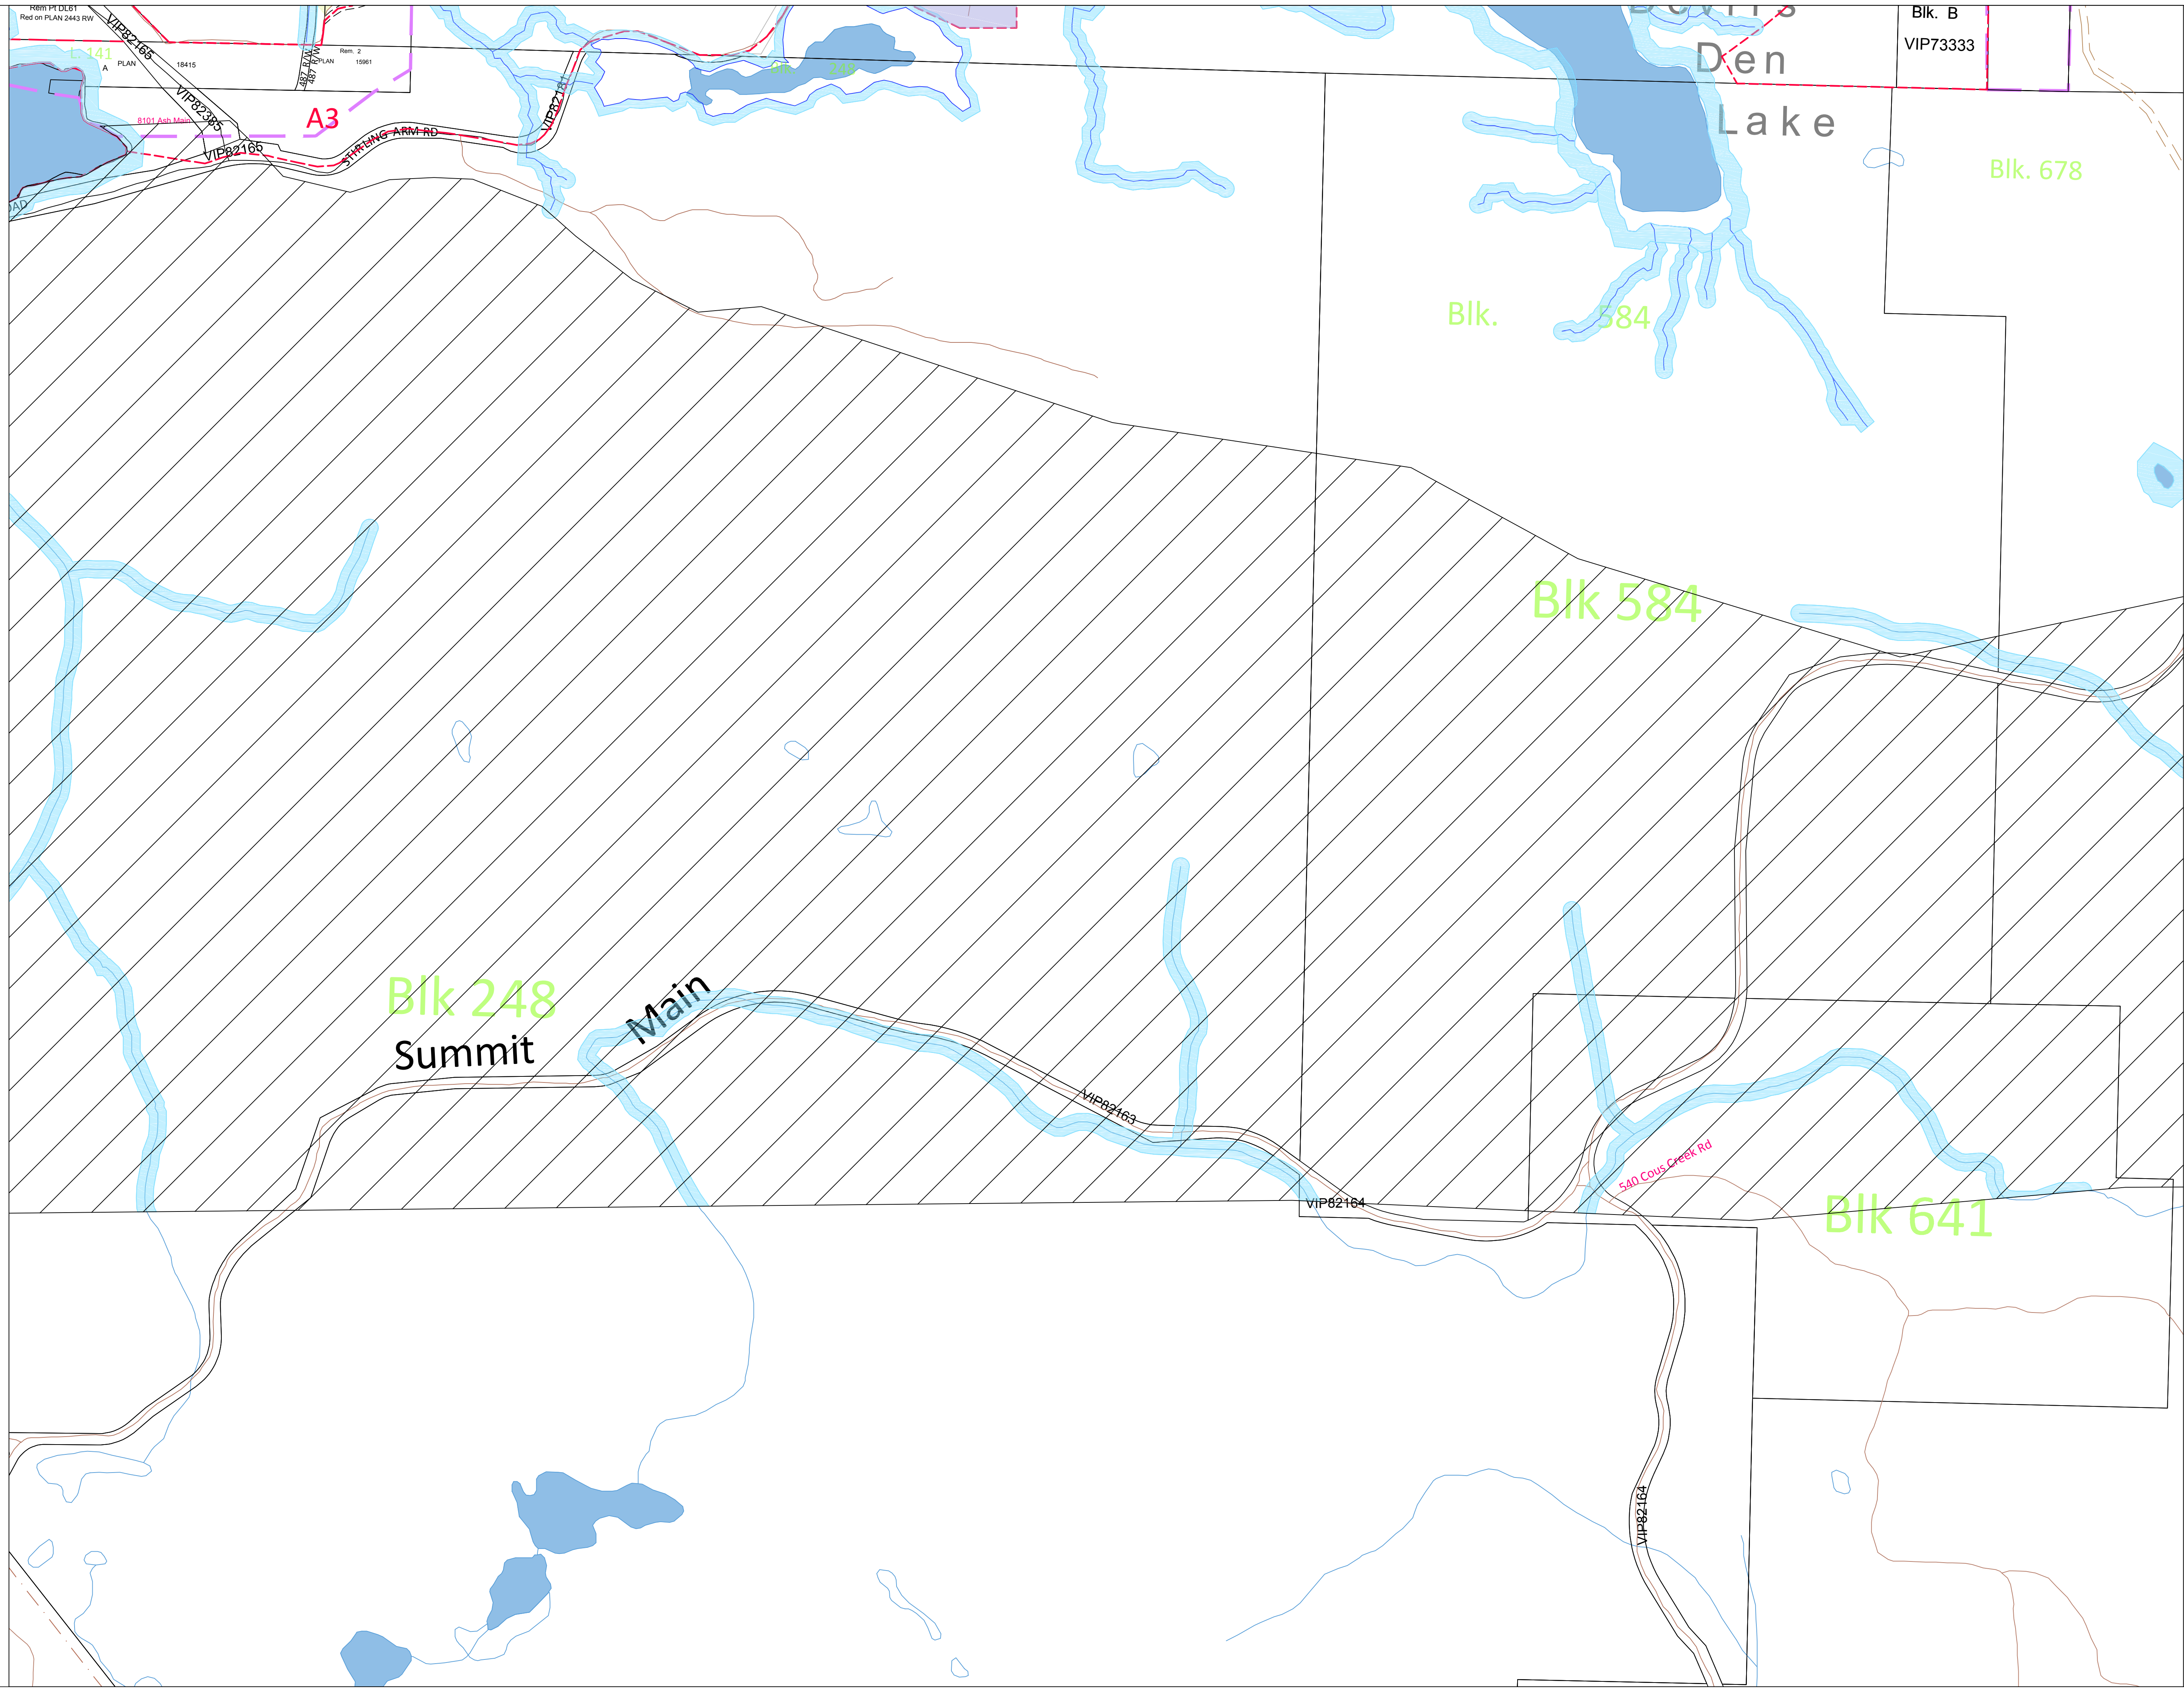 Rem Pt DL61
Red on PLAN 2443 RW
VIP82165
L. 141
A
PLAN
18415
487 R/W
487 R/W
Rem. 2
PLAN
15961
VIP82385
8101 Ash Main
A3
VIP82165
STIRLING ARM RD
Den
Lake
Blk. B
VIP73333
Blk. 678
Blk. 584
Blk 584
Blk 248
Summit
Main
VIP82163
VIP82164
540 Cous Creek Rd
Blk 641
VIP82164